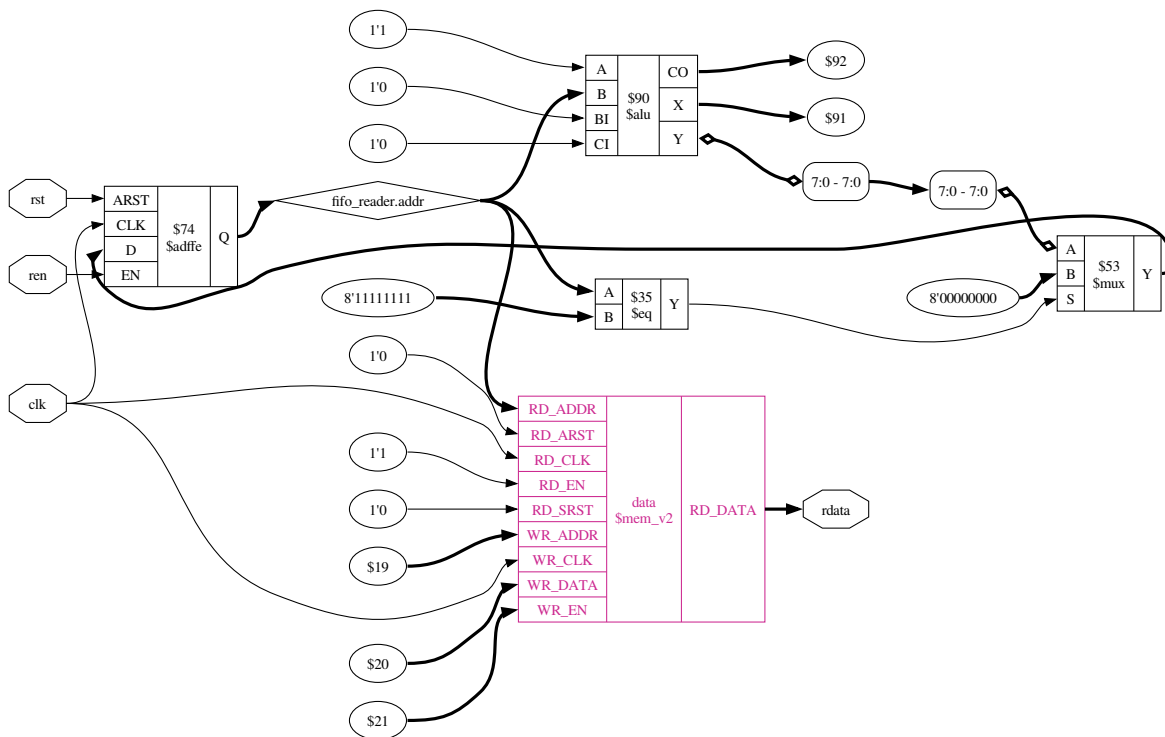 1'1
1'0
1'0
A
B
BI
CI
$90
$alu
CO
X
Y
$92
$91
7:0 - 7:0
7:0 - 7:0
rst
ren
clk
ARST
CLK
D
EN
$74
$adffe
Q
fifo_reader.addr
8'11111111
A
B
$35
$eq
Y
8'00000000
A
B
S
$53
$mux
Y
1'0
1'1
1'0
$19
$20
$21
RD_ADDR
RD_ARST
RD_CLK
RD_EN
RD_SRST
WR_ADDR
WR_CLK
WR_DATA
WR_EN
data
$mem_v2
RD_DATA
rdata